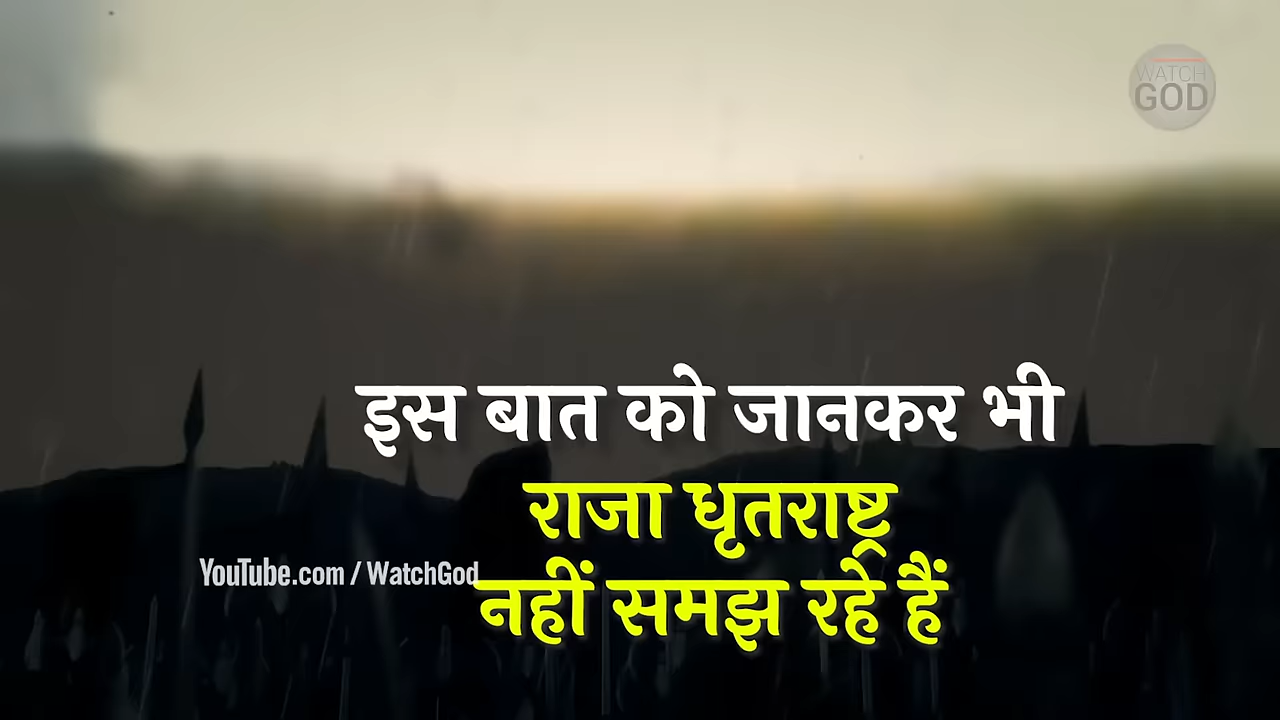 WATCH
GOD
इस बात को जानकर भी
राजा धृतराष्ट्र
YouTube.com / WatchGod
नहीं समझ रहे हैं